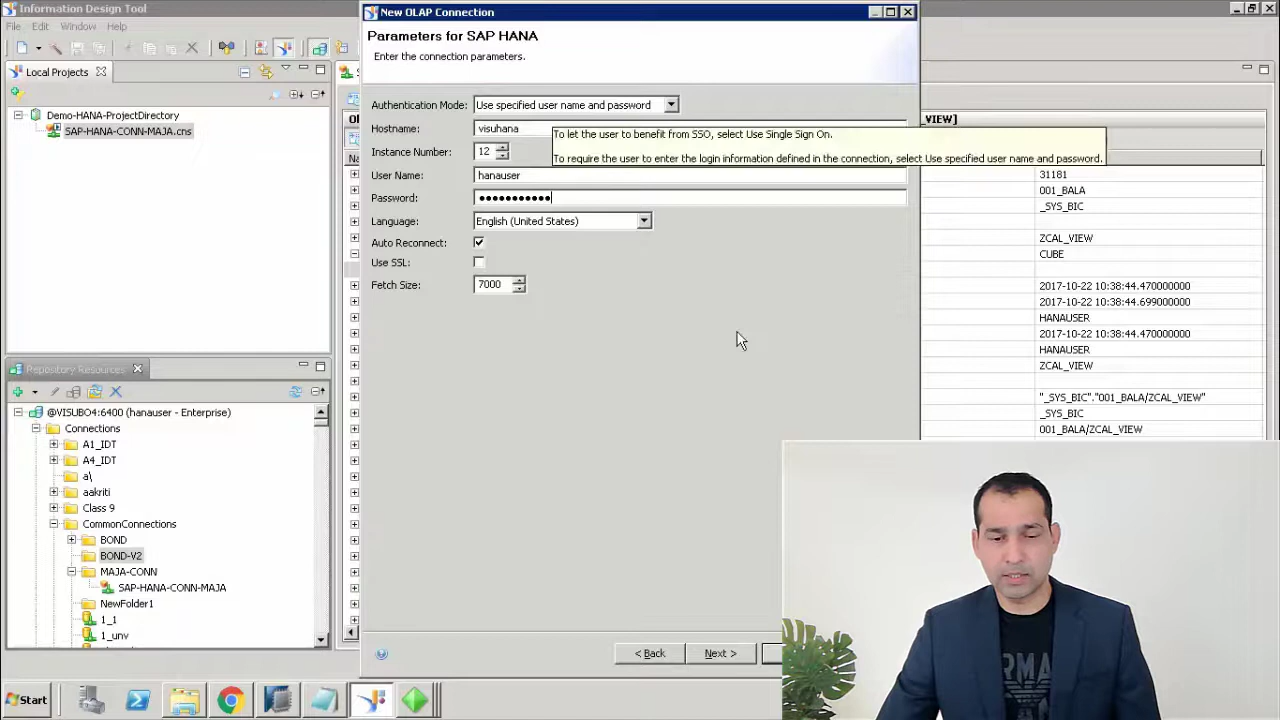 Information Design Tool
File Edit Window Help
Local Projects
Demo-HANA-ProjectDirectory
SAP-HANA-CONN-MAJA.cns
Repository Resources
@VISUBO4:6400 (hanauser - Enterprise)
Connections
A1_IDT
A4_IDT
a\
aakriti
Class 9
CommonConnections
BOND
BOND-V2
MAJA-CONN
SAP-HANA-CONN-MAJA
NewFolder1
1_1
1_unv
New OLAP Connection
Parameters for SAP HANA
Enter the connection parameters.
Authentication Mode: Use specified user name and password
Hostname: visuhana
To let the user to benefit from SSO, select Use Single Sign On.
To require the user to enter the login information defined in the connection, select Use specified user name and password.
Instance Number: 12
User Name: hanauser
Password: •••••••••••
Language: English (United States)
Auto Reconnect:
Use SSL:
Fetch Size: 7000
< Back
Next >
_VIEW]
31181
001_BALA
_SYS_BIC
ZCAL_VIEW
CUBE
2017-10-22 10:38:44.470000000
2017-10-22 10:38:44.699000000
HANAUSER
2017-10-22 10:38:44.470000000
HANAUSER
ZCAL_VIEW
"_SYS_BIC"."001_BALA/ZCAL_VIEW"
_SYS_BIC
001_BALA/ZCAL_VIEW
Start